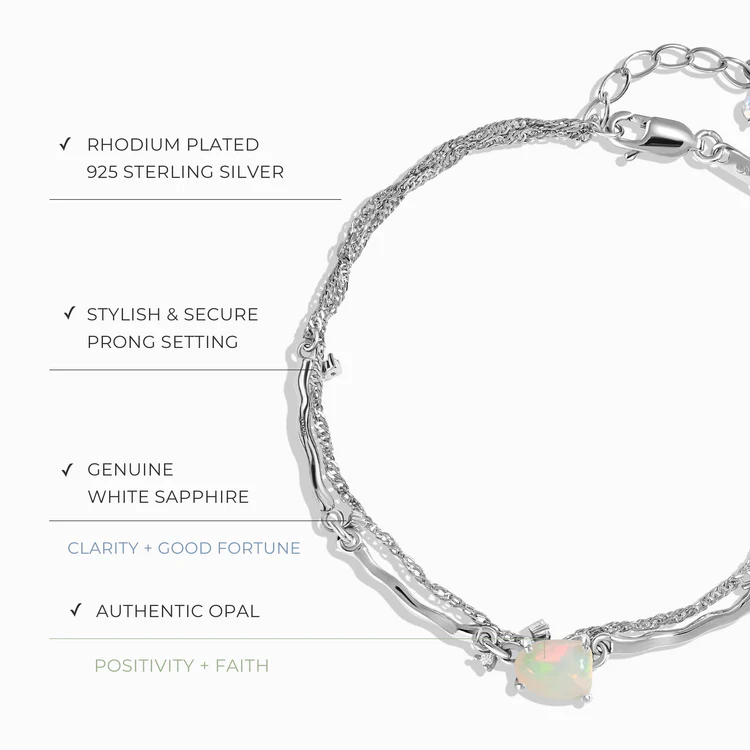 ✓ RHODIUM PLATED
925 STERLING SILVER
✓ STYLISH & SECURE
PRONG SETTING
✓ GENUINE
WHITE SAPPHIRE
CLARITY + GOOD FORTUNE
✓ AUTHENTIC OPAL
POSITIVITY + FAITH